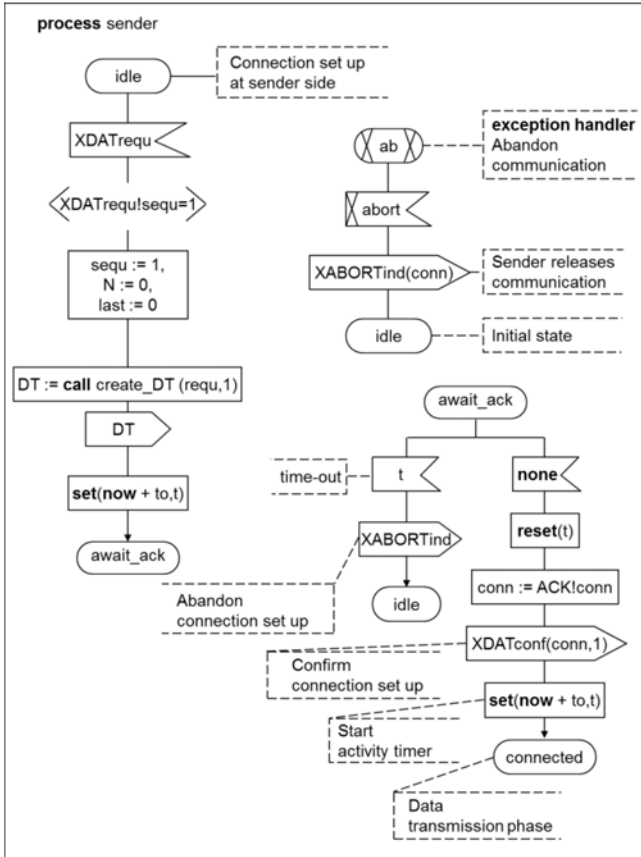 process sender
idle
Connection set up
at sender side
XDATrequ
XDATrequ!sequ=1
sequ := 1,
N := 0,
last := 0
DT := call create_DT (requ,1)
DT
set(now + to,t)
await_ack
ab
exception handler
Abandon
communication
abort
XABORTind(conn)
Sender releases
communication
idle
Initial state
await_ack
time-out
t
none
XABORTind
reset(t)
Abandon
connection set up
idle
conn := ACK!conn
XDATconf(conn,1)
Confirm
connection set up
set(now + to,t)
Start
activity timer
connected
Data
transmission phase